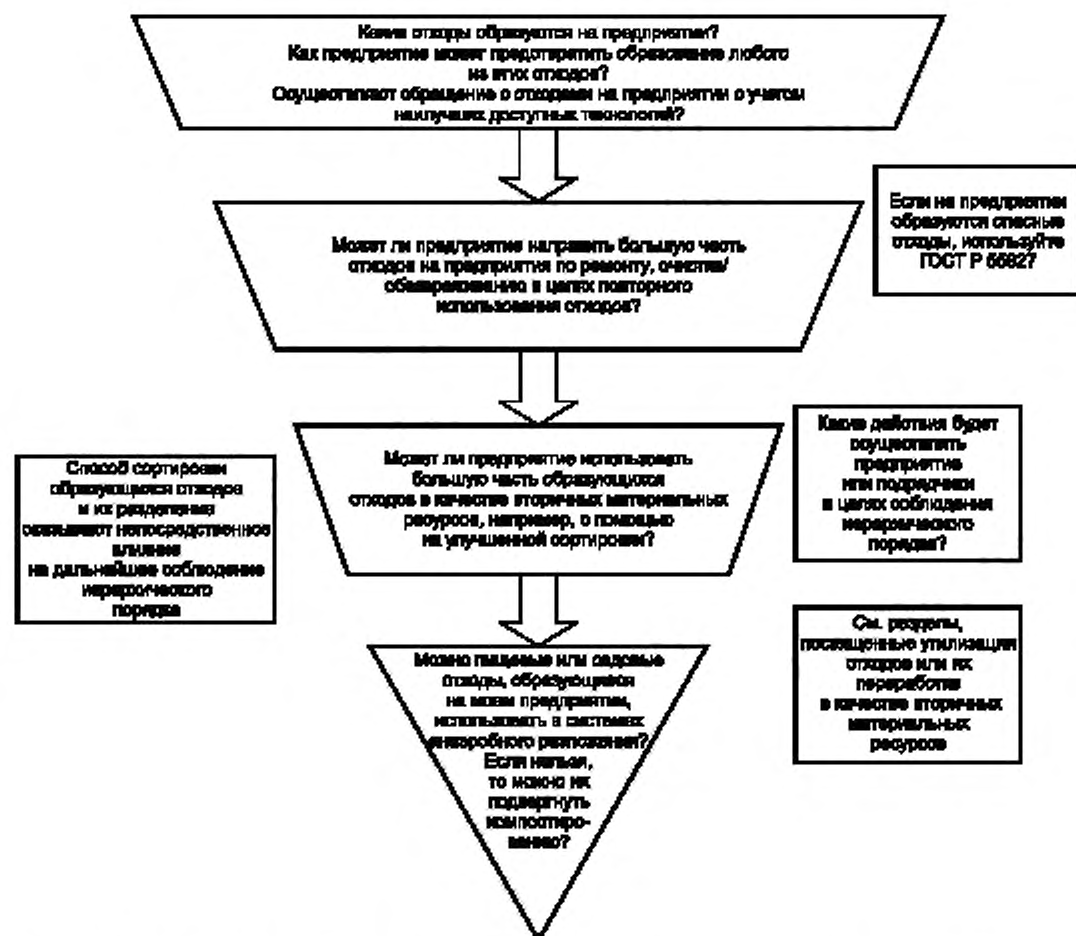 Какие отходы образуются на предприятии?
Как предприятие может предотвратить образование любого
из этих отходов?
Осуществляют обращение с отходами на предприятии с учетом
наилучших доступных технологий?
Если на предприятии
образуются опасные
отходы, используйте
ГОСТ Р 55827
Может ли предприятие направить большую часть
отходов на предприятия по ремонту, очистке/
обеззараживанию в целях повторного
использования отходов?
Какие действия будет
осуществлять
предприятие
или подрядчики
в целях соблюдения
иерархического
порядка?
Может ли предприятие использовать
большую часть образующихся
отходов в качестве вторичных материальных
ресурсов, например, с помощью
их улучшенной сортировки?
Способ сортировки
образующихся отходов
и их разделения
оказывают непосредственное
влияние
на дальнейшее соблюдение
иерархического
порядка
См. разделы,
посвященные утилизации
отходов или их
переработке
в качестве вторичных
материальных
ресурсов
Можно пищевые или садовые
отходы, образующиеся
на моем предприятии,
использовать в системах
анаэробного разложения?
Если нельзя,
то можно их
подвергнуть
компостиро-
ванию?